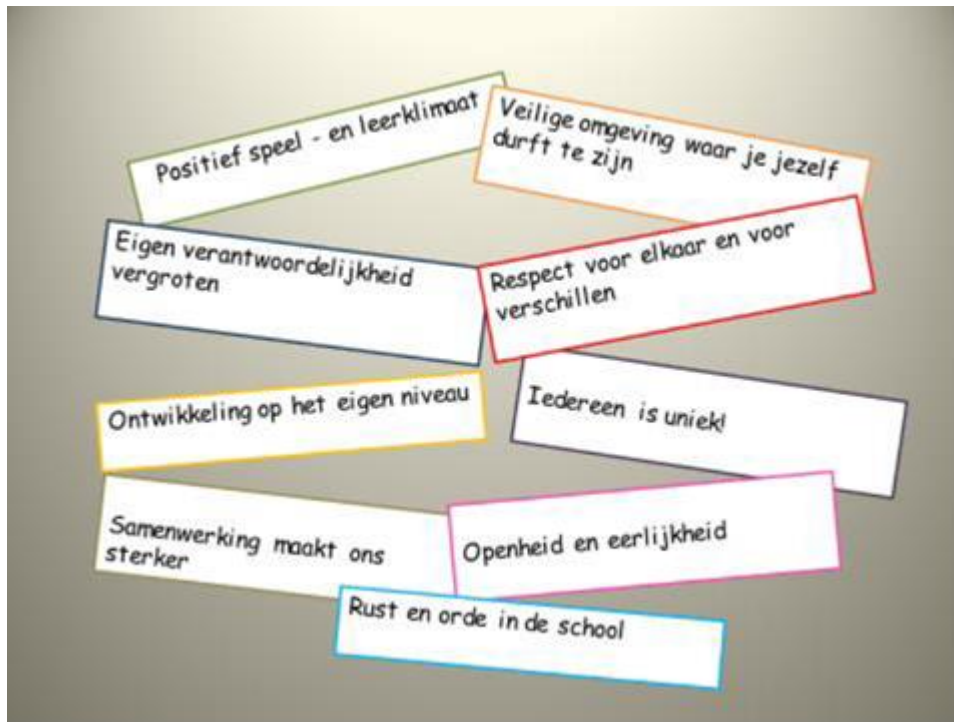 Positief speel - en leerklimaat
Veilige omgeving waar je jezelf
durft te zijn
Eigen verantwoordelijkheid
vergroten
Respect voor elkaar en voor
verschillen
Ontwikkeling op het eigen niveau
Iedereen is uniek!
Samenwerking maakt ons
sterker
Openheid en eerlijkheid
Rust en orde in de school